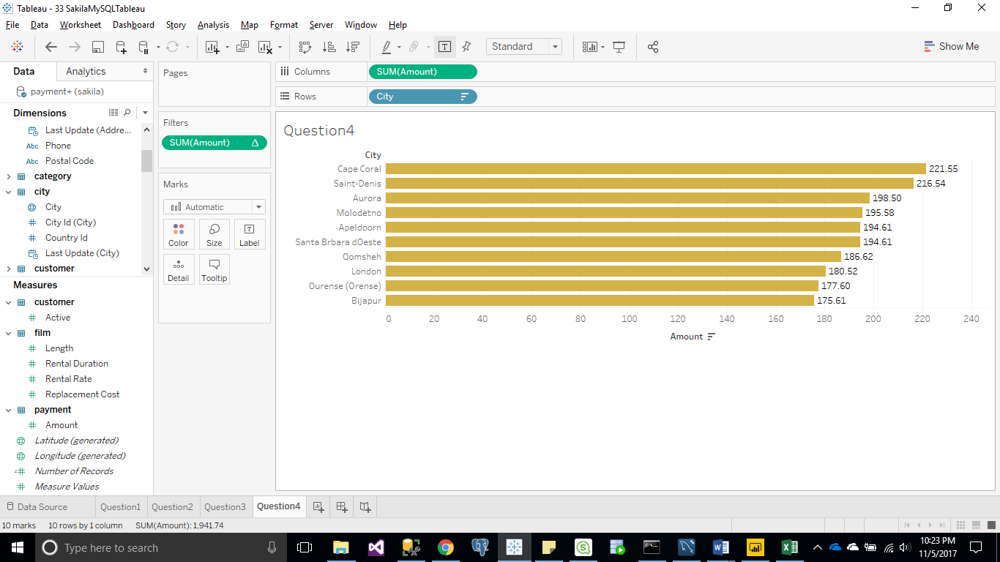 Tableau - 33 SakilaMySQLTableau
File Data Worksheet Dashboard Story Analysis Map Format Server Window Help
Standard
Show Me
Data Analytics
payment+ (sakila)
Dimensions
Last Update (Addre...
Abc Phone
Abc Postal Code
category
city
City
City Id (City)
Country Id
Last Update (City)
customer
Measures
customer
Active
film
Length
Rental Duration
Rental Rate
Replacement Cost
payment
Amount
Latitude (generated)
Longitude (generated)
Number of Records
Measure Values
Pages
Filters
SUM(Amount)
Marks
Automatic
Color Size Label
Detail Tooltip
Columns SUM(Amount)
Rows City
Question4
City
Cape Coral 221.55
Saint-Denis 216.54
Aurora 198.50
Molodetno 195.58
Apeldoorn 194.61
Santa Brbara dOeste 194.61
Qomsheh 186.62
London 180.52
Ourense (Orense) 177.60
Bijapur 175.61
0 20 40 60 80 100 120 140 160 180 200 220 240
Amount
Data Source Question1 Question2 Question3 Question4
10 marks 10 rows by 1 column SUM(Amount): 1,941.74
Type here to search
10:23 PM
11/5/2017